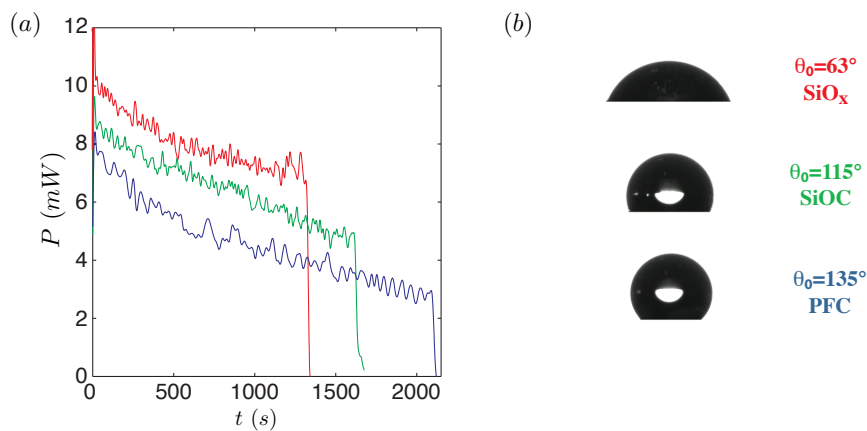 (a)
P (mW)
12
10
8
6
4
2
0
0 500 1000 1500 2000
t (s)
(b)
θ₀=63°
SiOₓ
θ₀=115°
SiOC
θ₀=135°
PFC